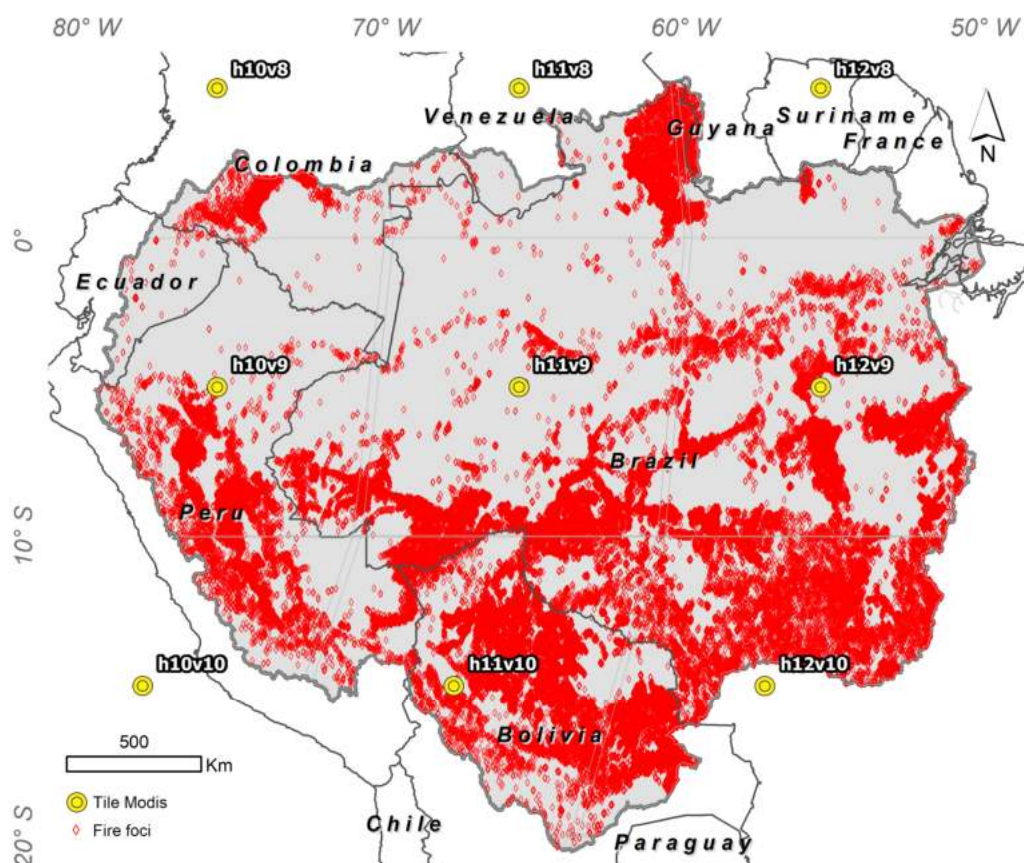 80° W
70° W
60° W
50° W
h10v8
h11v8
h12v8
Venezuela
Guyana
Suriname
France
N
Colombia
0°
Ecuador
h10v9
h11v9
h12v9
Brazil
Peru
10° S
h10v10
h11v10
h12v10
Bolivia
500
Km
Tile Modis
Fire foci
Chile
Paraguay
20° S